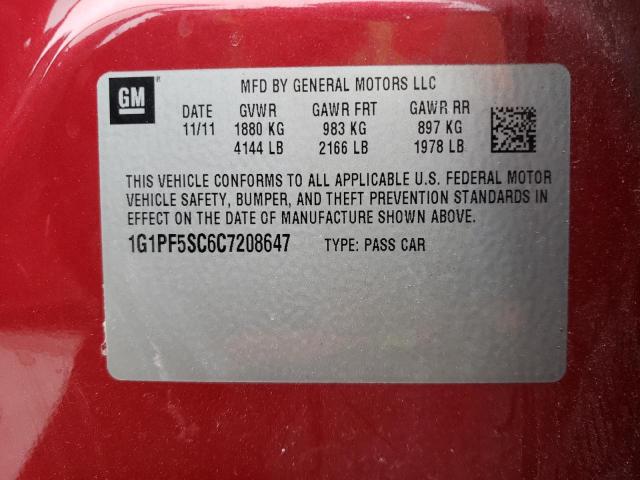 GM
MFD BY GENERAL MOTORS LLC
DATE GVWR GAWR FRT GAWR RR
11/11 1880 KG 983 KG 897 KG
4144 LB 2166 LB 1978 LB
THIS VEHICLE CONFORMS TO ALL APPLICABLE U.S. FEDERAL MOTOR
VEHICLE SAFETY, BUMPER, AND THEFT PREVENTION STANDARDS IN
EFFECT ON THE DATE OF MANUFACTURE SHOWN ABOVE.
1G1PF5SC6C7208647 TYPE: PASS CAR